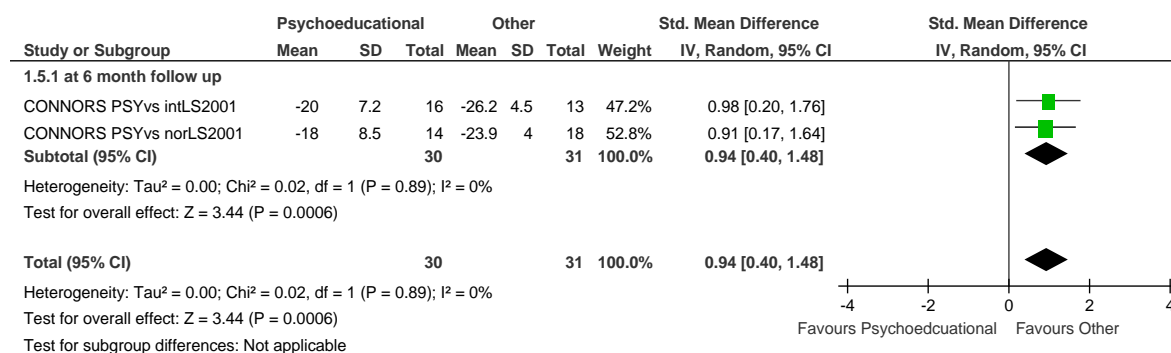 Psychoeducational Other Std. Mean Difference Std. Mean Difference
Study or Subgroup Mean SD Total Mean SD Total Weight IV, Random, 95% CI IV, Random, 95% CI
1.5.1 at 6 month follow up
CONNORS PSYvs intLS2001 -20 7.2 16 -26.2 4.5 13 47.2% 0.98 [0.20, 1.76]
CONNORS PSYvs norLS2001 -18 8.5 14 -23.9 4 18 52.8% 0.91 [0.17, 1.64]
Subtotal (95% CI) 30 31 100.0% 0.94 [0.40, 1.48]
Heterogeneity: Tau² = 0.00; Chi² = 0.02, df = 1 (P = 0.89); I² = 0%
Test for overall effect: Z = 3.44 (P = 0.0006)
Total (95% CI) 30 31 100.0% 0.94 [0.40, 1.48]
Heterogeneity: Tau² = 0.00; Chi² = 0.02, df = 1 (P = 0.89); I² = 0%
Test for overall effect: Z = 3.44 (P = 0.0006)
Test for subgroup differences: Not applicable
-4 -2 0 2 4
Favours Psychoedcuational Favours Other